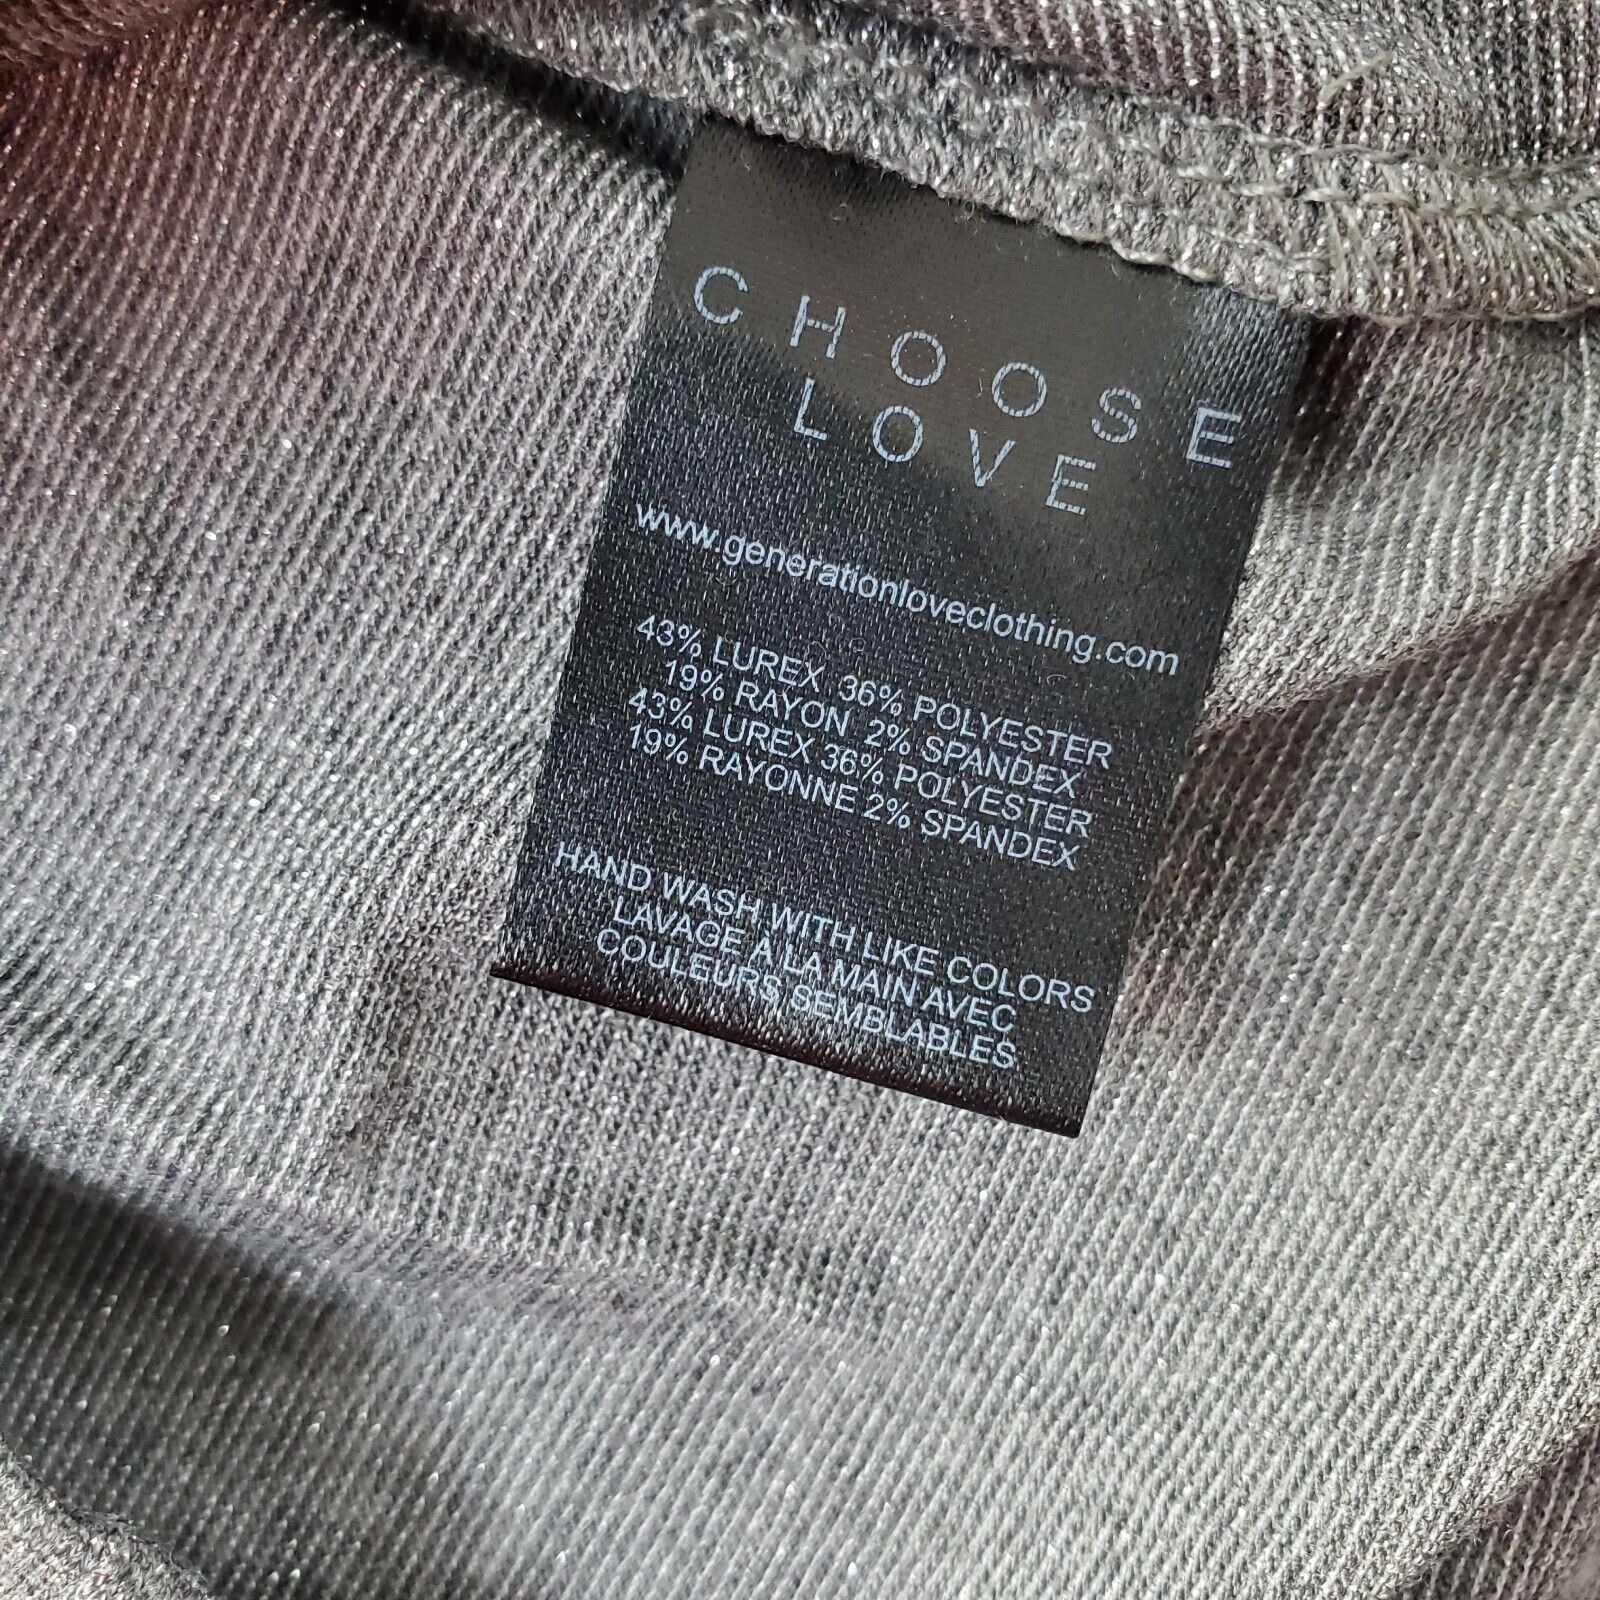 CHOOSE
LOVE
www.generationloveclothing.com
43% LUREX 36% POLYESTER
19% RAYON 2% SPANDEX
43% LUREX 36% POLYESTER
19% RAYONNE 2% SPANDEX
HAND WASH WITH LIKE COLORS
LAVAGE À LA MAIN AVEC
COULEURS SEMBLABLES